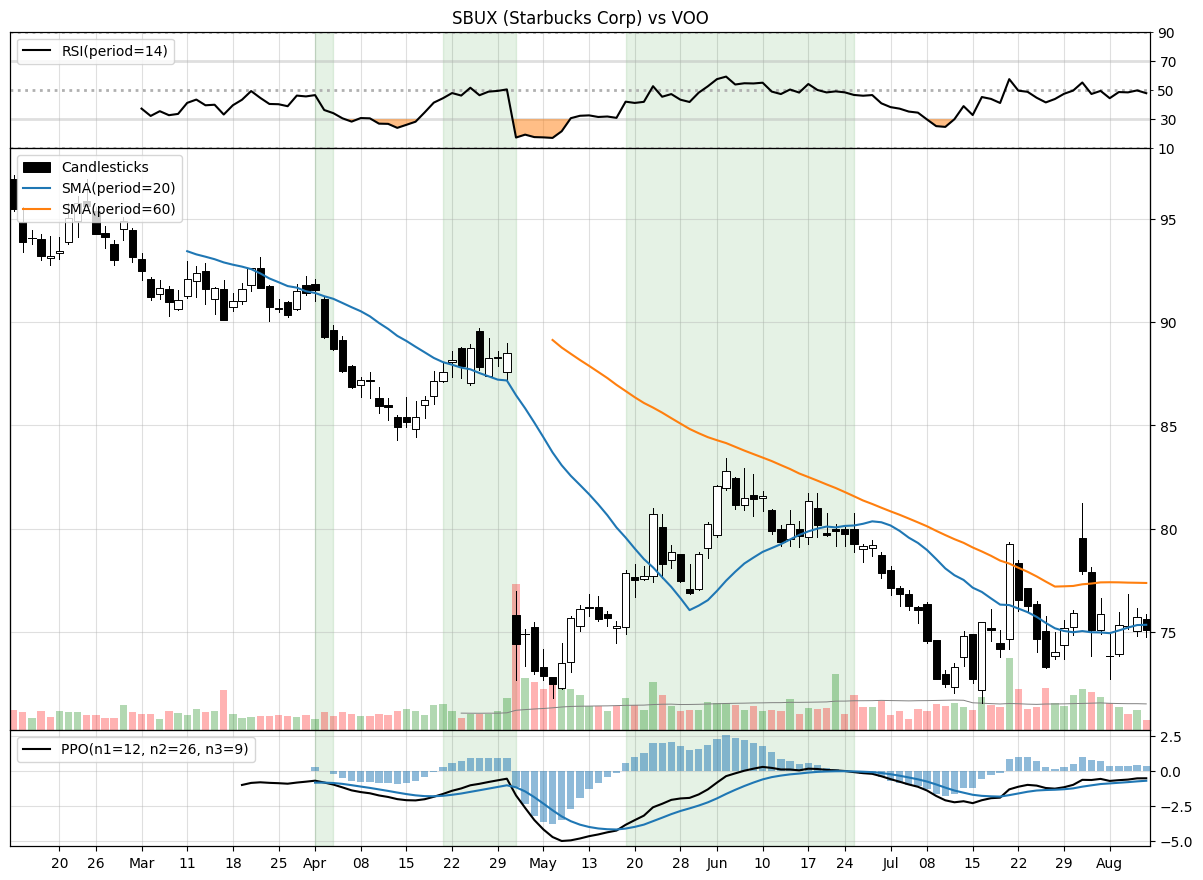 SBUX (Starbucks Corp) vs VOO
RSI(period=14)
90
70
50
30
10
Candlesticks
SMA(period=20)
SMA(period=60)
95
90
85
80
75
PPO(n1=12, n2=26, n3=9)
2.5
0.0
−2.5
−5.0
20 26 Mar 11 18 25 Apr 08 15 22 29 May 13 20 28 Jun 10 17 24 Jul 08 15 22 29 Aug